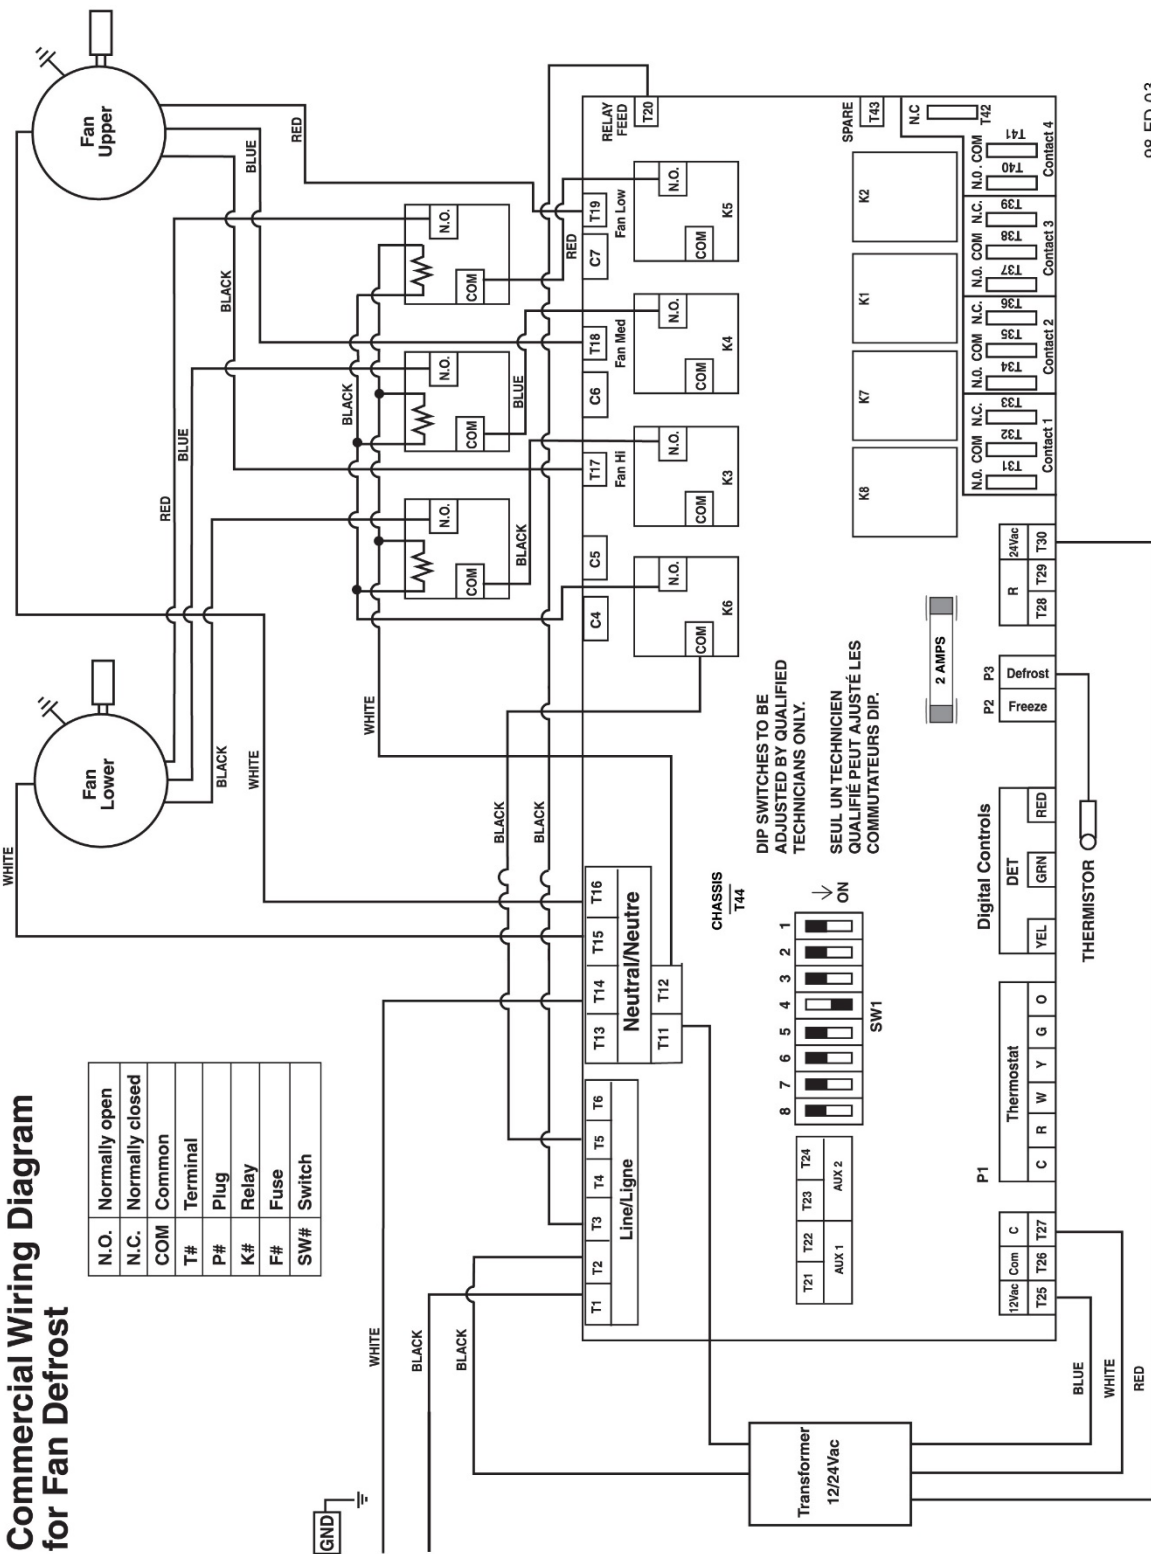 Commercial Wiring Diagram
for Fan Defrost
N.O. Normally open
N.C. Normally closed
COM Common
T# Terminal
P# Plug
K# Relay
F# Fuse
SW# Switch
GND
WHITE
BLACK
BLACK
WHITE
Fan
Lower
RED
BLUE
BLACK
WHITE
Fan
Upper
BLACK
BLUE
RED
BLACK
WHITE
N.O.
COM
BLACK
N.O.
COM
BLUE
N.O.
COM
RED
BLACK
BLACK
T1 T2 T3 T4 T5 T6
Line/Ligne
T13 T14 T15 T16
Neutral/Neutre
T11 T12
C4
C5
T17
Fan Hi
C6
T18
Fan Med
C7
T19
Fan Low
RELAY
FEED
T20
N.O.
COM
K6
N.O.
COM
K3
N.O.
COM
K4
N.O.
COM
K5
CHASSIS
T44
DIP SWITCHES TO BE
ADJUSTED BY QUALIFIED
TECHNICIANS ONLY.
SEUL UN TECHNICIEN
QUALIFIÉ PEUT AJUSTÉ LES
COMMUTATEURS DIP.
8 7 6 5 4 3 2 1
ON
SW1
T21 T22 T23 T24
AUX 1 AUX 2
K8
K7
K1
K2
SPARE
T43
N.C
T42
N.O. COM N.C.
T31 T32 T33
Contact 1
N.O. COM N.C.
T34 T35 T36
Contact 2
N.O. COM N.C.
T37 T38 T39
Contact 3
N.O. COM
T40 T41
Contact 4
2 AMPS
12Vac Com C
T25 T26 T27
P1
Thermostat
C R W Y G O
Digital Controls
DET
YEL GRN RED
P2 P3
Freeze Defrost
R 24Vac
T28 T29 T30
THERMISTOR
Transformer
12/24Vac
BLUE
WHITE
RED